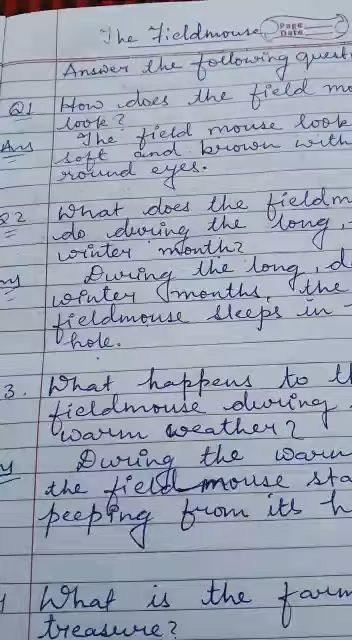 The Fieldmouse
Page
Date
Answer the following questi
Q1 How does the field mo
look?
Ans The field mouse look
soft and brown with
round eyes.
Q2 What does the fieldm
do during the long,
winter month?
During the long, d
winter months, the
fieldmouse sleeps in
hole.
3. What happens to th
fieldmouse during
warm weather?
During the warm
the field mouse sta
peeping from its h
What is the farm
treasure?